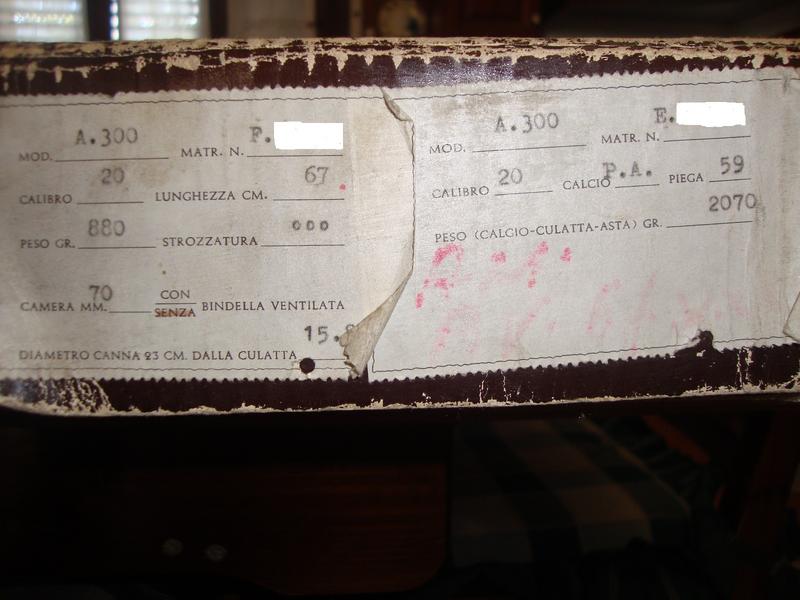 MOD. A.300 MATR. N. F.
CALIBRO 20 LUNGHEZZA CM. 67
PESO GR. 880 STROZZATURA ooo
CAMERA MM. 70 CON
SENZA BINDELLA VENTILATA
DIAMETRO CANNA 23 CM. DALLA CULATTA 15.
MOD. A.300 MATR. N. E.
CALIBRO 20 CALCIO P.A. PIEGA 59
PESO (CALCIO-CULATTA-ASTA) GR. 2070